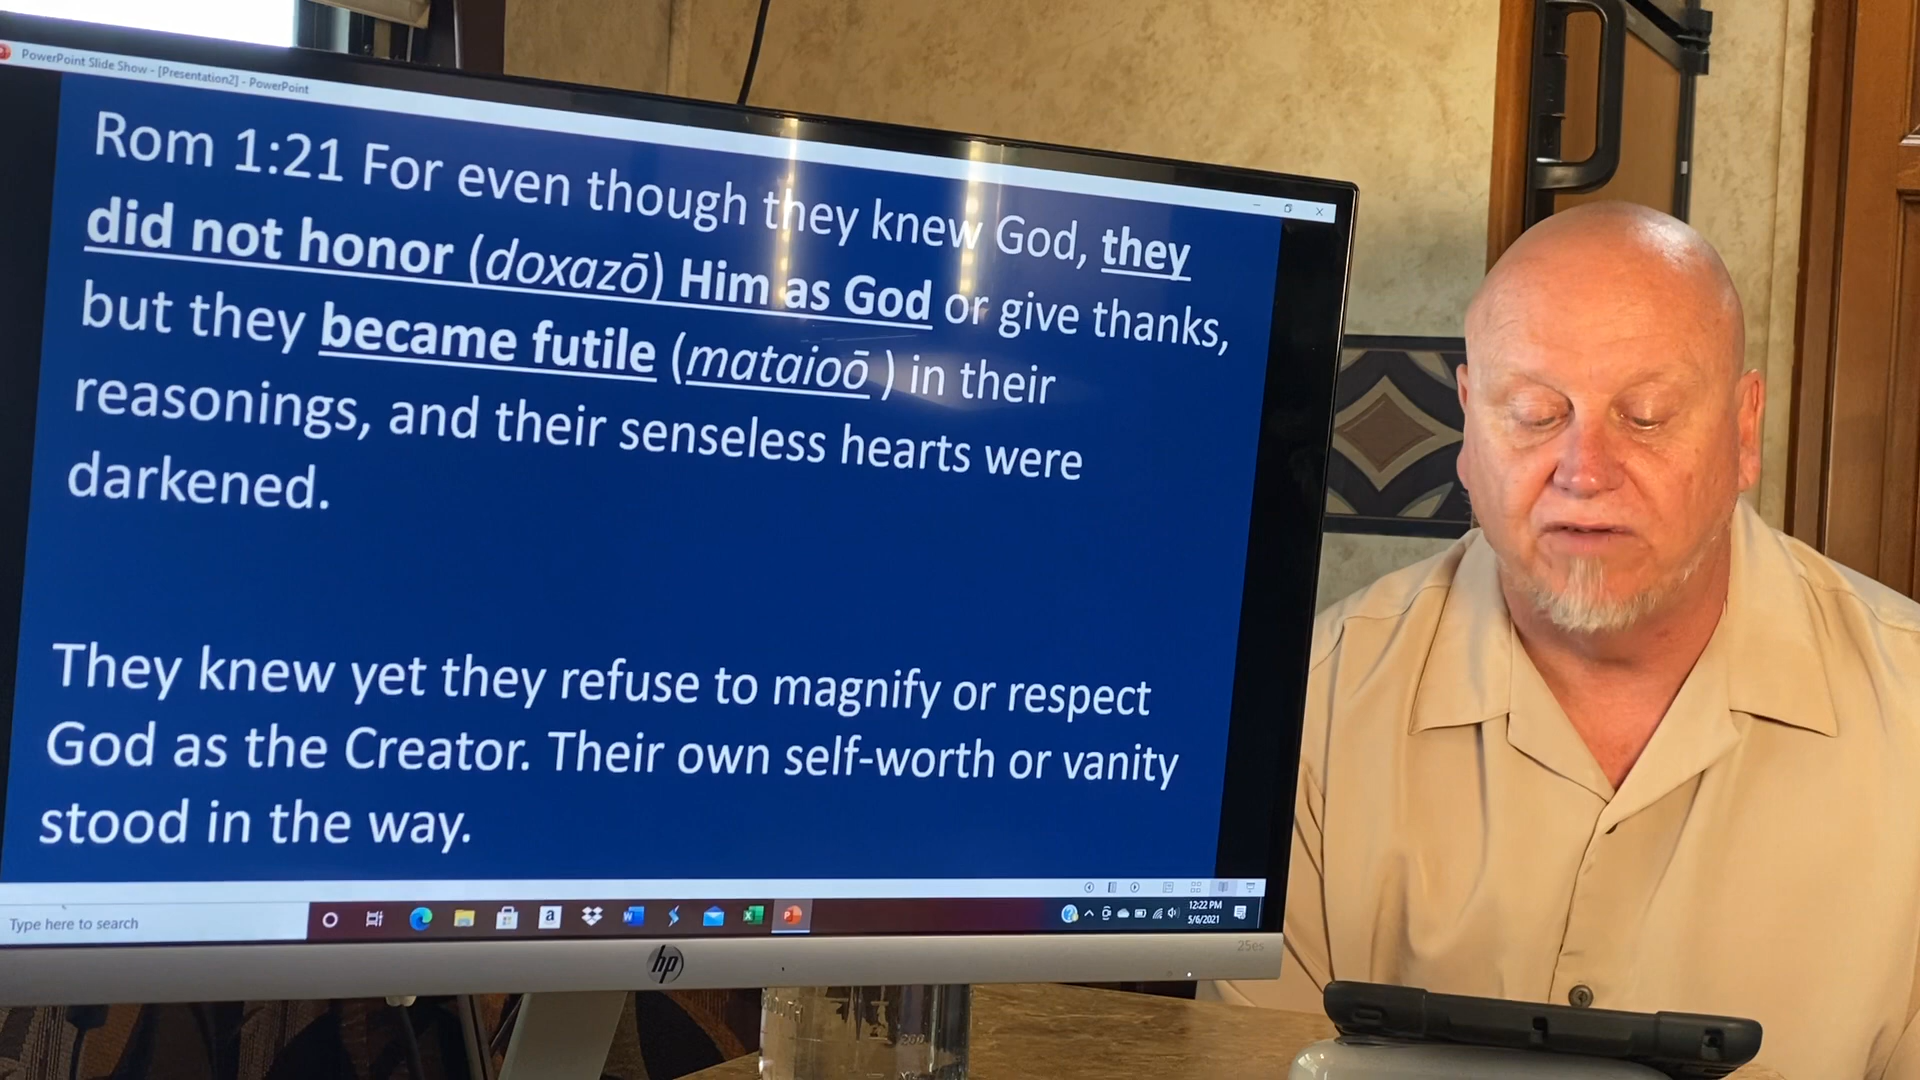 PowerPoint Slide Show - [Presentation2] - PowerPoint
Rom 1:21 For even though they knew God, they
did not honor (doxazō) Him as God or give thanks,
but they became futile (mataioō ) in their
reasonings, and their senseless hearts were
darkened.
They knew yet they refuse to magnify or respect
God as the Creator. Their own self-worth or vanity
stood in the way.
Type here to search
12:22 PM
5/6/2021
hp
25es